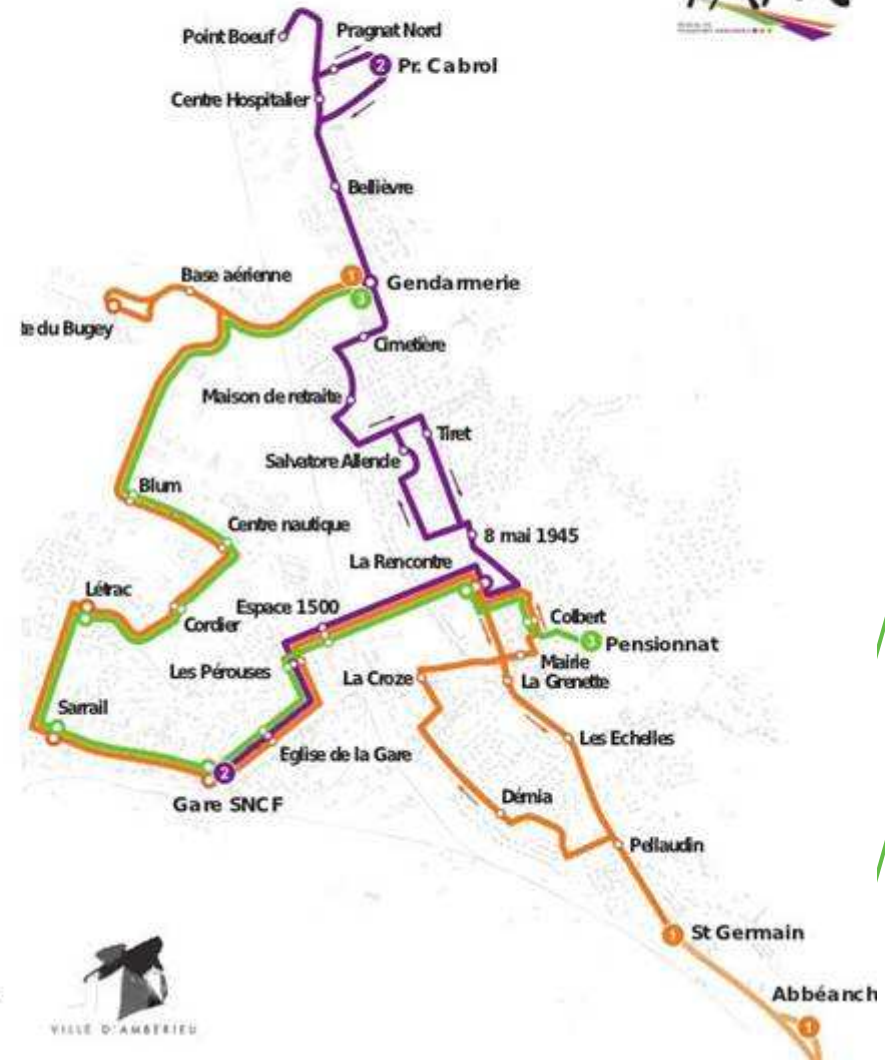 Pragnat Nord
Point Boeuf
2 Pr. Cabrol
Centre Hospitalier
Bellièvre
Base aérienne
1
Gendarmerie
3
te du Bugey
Cimetière
Maison de retraite
Tiret
Salvatore Allende
Blum
Centre nautique
8 mai 1945
La Rencontre
Létrac
Espace 1500
Cordier
Colbert
3 Pensionnat
Mairie
Les Pérouses
La Croze
La Grenette
Sarrail
Les Echelles
Eglise de la Gare
2
Gare SNCF
Démia
Pellaudin
1 St Germain
Abbéanch
1
VILLE D'AMBÉRIEU